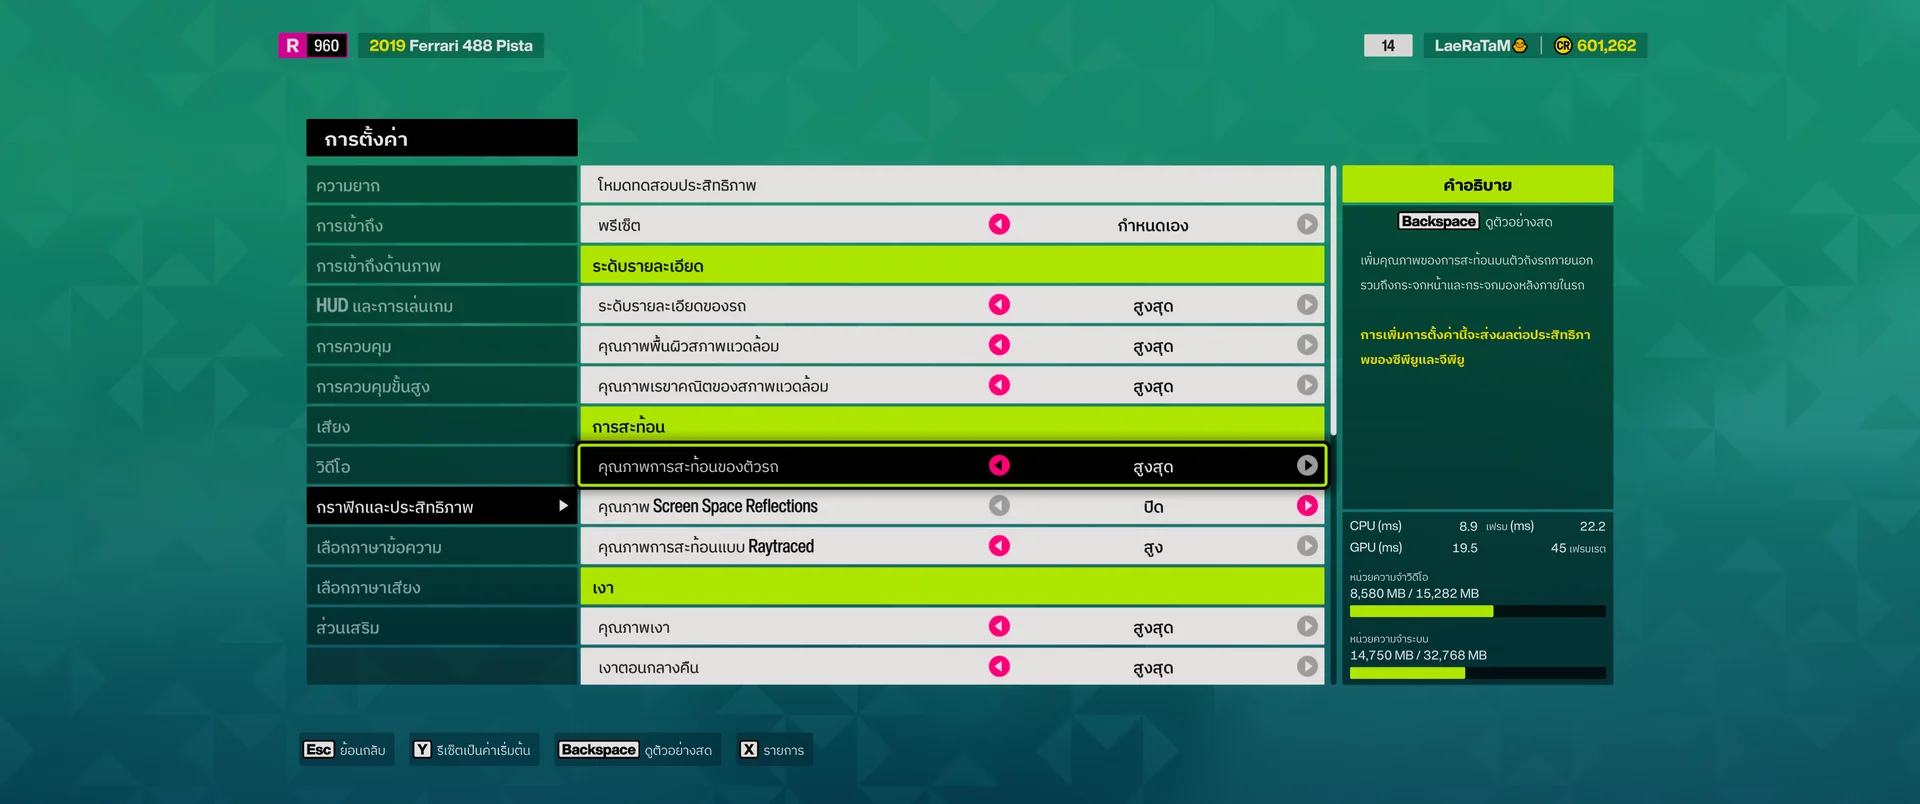 R 960 2019 Ferrari 488 Pista
14 LaeRaTaM CR 601,262
การตั้งค่า
ความยาก
การเข้าถึง
การเข้าถึงด้านภาพ
HUD และการเล่นเกม
การควบคุม
การควบคุมขั้นสูง
เสียง
วิดีโอ
กราฟิกและประสิทธิภาพ
เลือกภาษาข้อความ
เลือกภาษาเสียง
ส่วนเสริม
โหมดทดสอบประสิทธิภาพ
พรีเซ็ต กำหนดเอง
ระดับรายละเอียด
ระดับรายละเอียดของรถ สูงสุด
คุณภาพพื้นผิวสภาพแวดล้อม สูงสุด
คุณภาพเรขาคณิตของสภาพแวดล้อม สูงสุด
การสะท้อน
คุณภาพการสะท้อนของตัวรถ สูงสุด
คุณภาพ Screen Space Reflections ปิด
คุณภาพการสะท้อนแบบ Raytraced สูง
เงา
คุณภาพเงา สูงสุด
เงาตอนกลางคืน สูงสุด
คำอธิบาย
Backspace ดูตัวอย่างสด
เพิ่มคุณภาพของการสะท้อนบนตัวถังรถภายนอก
รวมถึงกระจกหน้าและกระจกมองหลังภายในรถ
การเพิ่มการตั้งค่านี้จะส่งผลต่อประสิทธิภา
พของซีพียูและจีพียู
CPU (ms) 8.9 เฟรม (ms) 22.2
GPU (ms) 19.5 45 เฟรมเรต
หน่วยความจำวิดีโอ
8,580 MB / 15,282 MB
หน่วยความจำระบบ
14,750 MB / 32,768 MB
Esc ย้อนกลับ Y รีเซ็ตเป็นค่าเริ่มต้น Backspace ดูตัวอย่างสด X รายการ